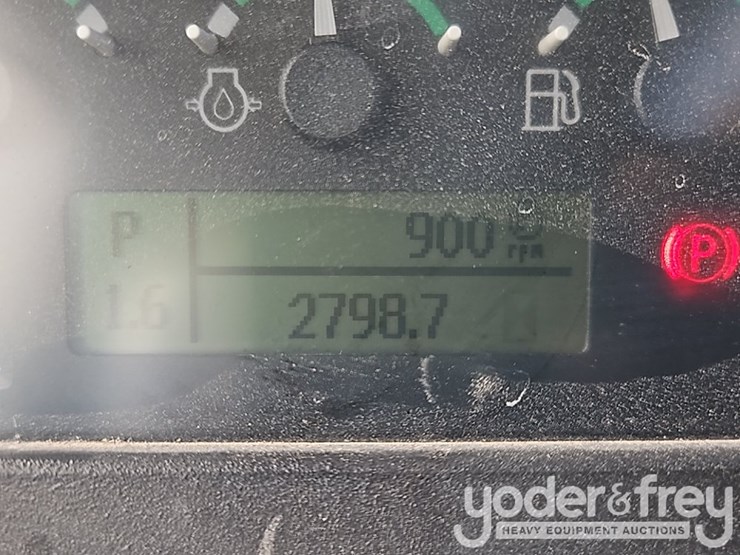 P 900 rpm
1.6 2798.7
P
yoder&frey
HEAVY EQUIPMENT AUCTIONS